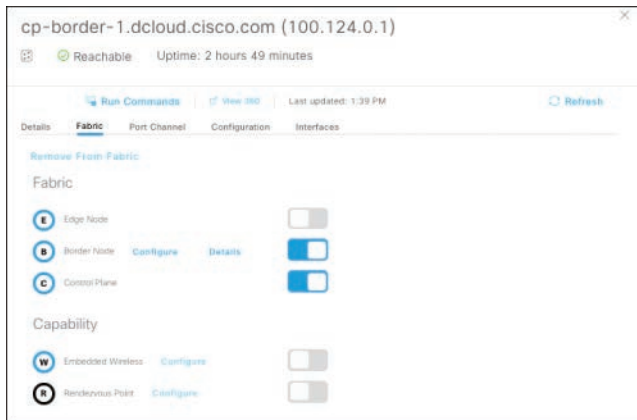 cp-border-1.dcloud.cisco.com (100.124.0.1)
Reachable Uptime: 2 hours 49 minutes
Run Commands View 360 Last updated: 1:39 PM Refresh
Details Fabric Port Channel Configuration Interfaces
Remove From Fabric
Fabric
E Edge Node
B Border Node Configure Details
C Control Plane
Capability
W Embedded Wireless Configure
R Rendezvous Point Configure